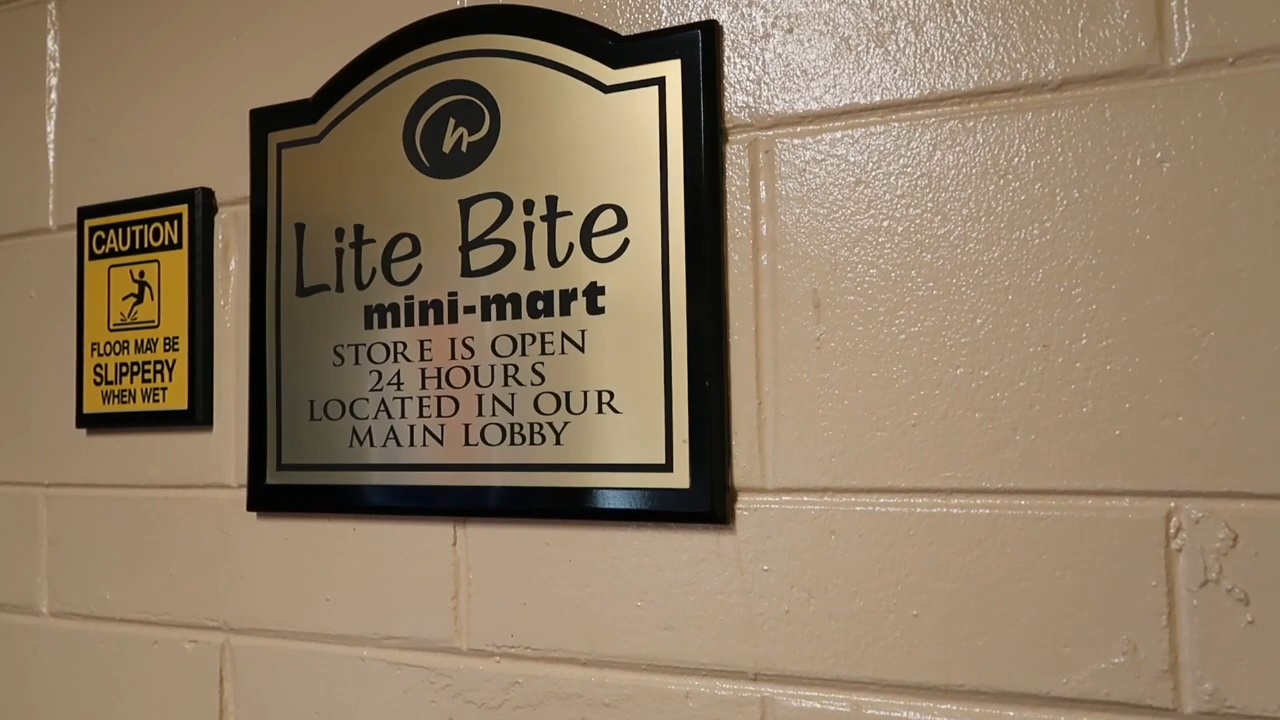 CAUTION
FLOOR MAY BE
SLIPPERY
WHEN WET
n
Lite Bite
mini-mart
STORE IS OPEN
24 HOURS
LOCATED IN OUR
MAIN LOBBY